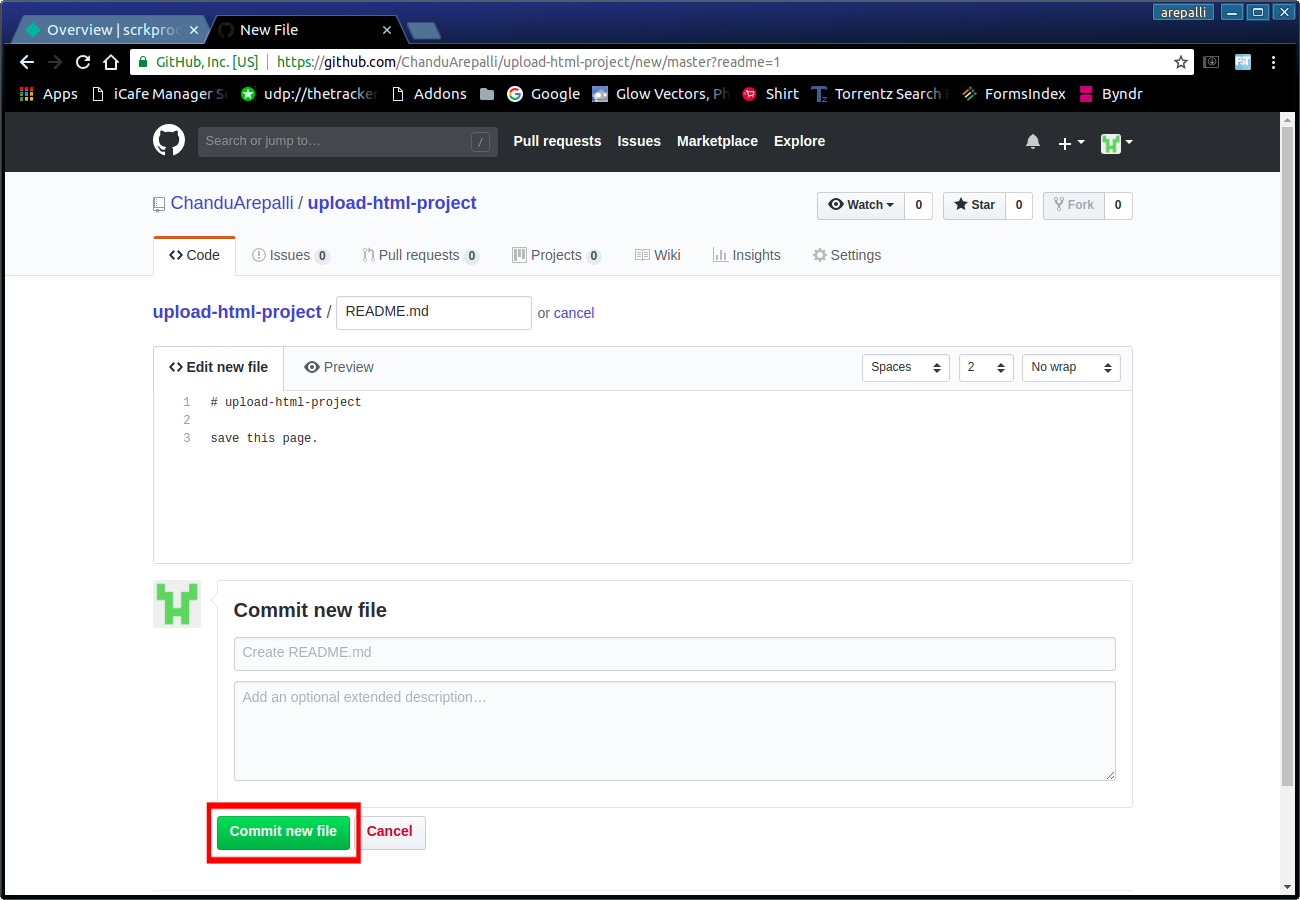 arepalli
Overview | scrkproc
New File
GitHub, Inc. [US] https://github.com/ChanduArepalli/upload-html-project/new/master?readme=1
Apps iCafe Manager udp://thetracker Addons Google Glow Vectors, Ph Shirt Torrentz Search FormsIndex Byndr
Search or jump to… / Pull requests Issues Marketplace Explore
ChanduArepalli / upload-html-project
Watch 0 Star 0 Fork 0
Code Issues 0 Pull requests 0 Projects 0 Wiki Insights Settings
upload-html-project / README.md or cancel
Edit new file Preview Spaces 2 No wrap
1 # upload-html-project
2
3 save this page.
Commit new file
Create README.md
Add an optional extended description…
Commit new file Cancel